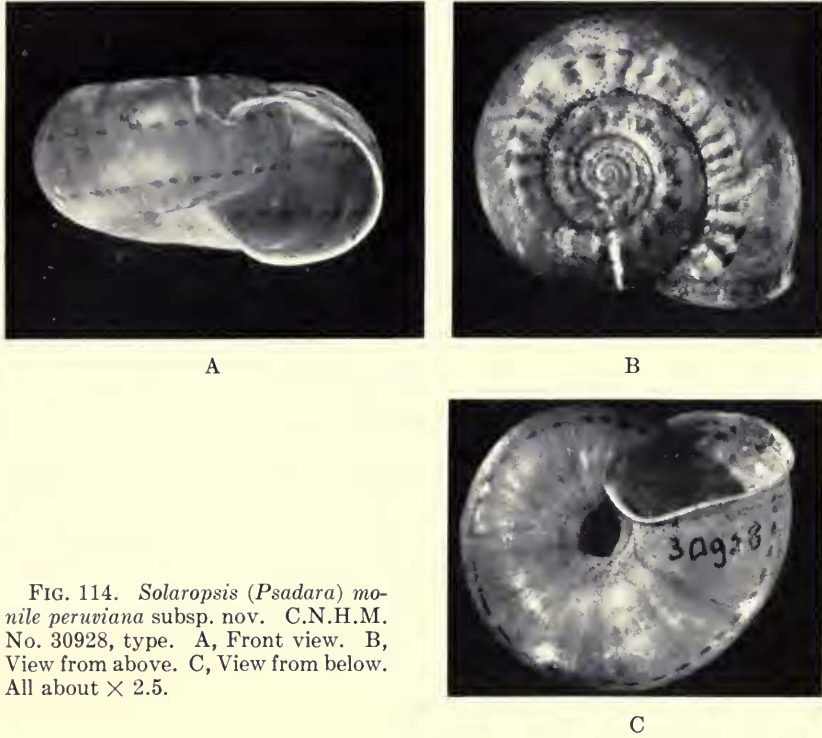 A
B
30928
FIG. 114. Solaropsis (Psadara) mo-
nile peruviana subsp. nov. C.N.H.M.
No. 30928, type. A, Front view. B,
View from above. C, View from below.
All about × 2.5.
C